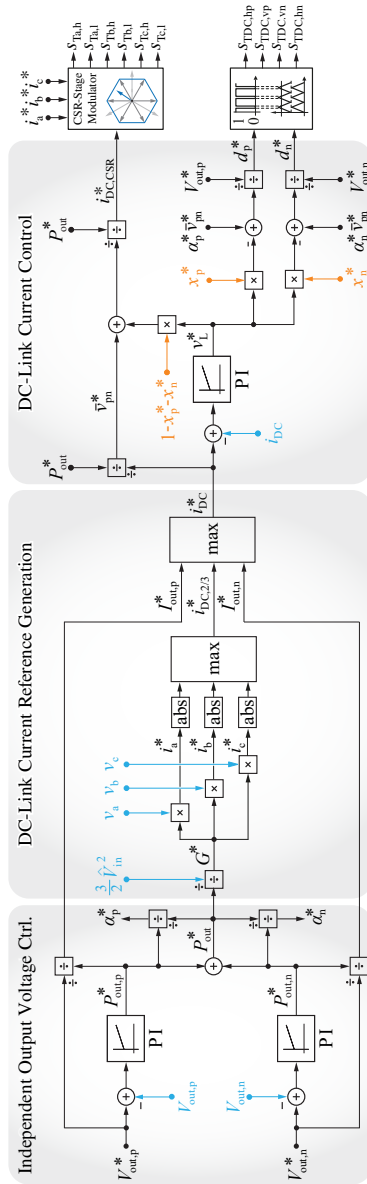 Independent Output Voltage Ctrl.
V*out,p
Vout,p
PI
P*out,p
α*p
P*out
α*n
P*out,n
PI
Vout,n
V*out,n
DC-Link Current Reference Generation
3/2 V̂in²
G*
va
vb
vc
i*a
i*b
i*c
abs
abs
abs
max
I*out,p
i*DC,2/3
I*out,n
max
i*DC
DC-Link Current Control
P*out
v̄*pn
1-x*p-x*n
iDC
PI
v*L
P*out
i*DC,CSR
x*p
α*p v̄pn
V*out,p
d*p
x*n
α*n v̄pn
V*out,n
d*n
i*a i*b i*c
CSR-Stage
Modulator
sTa,h
sTa,l
sTb,h
sTb,l
sTc,h
sTc,l
1
0
sTDC,hp
sTDC,vp
sTDC,vn
sTDC,hn